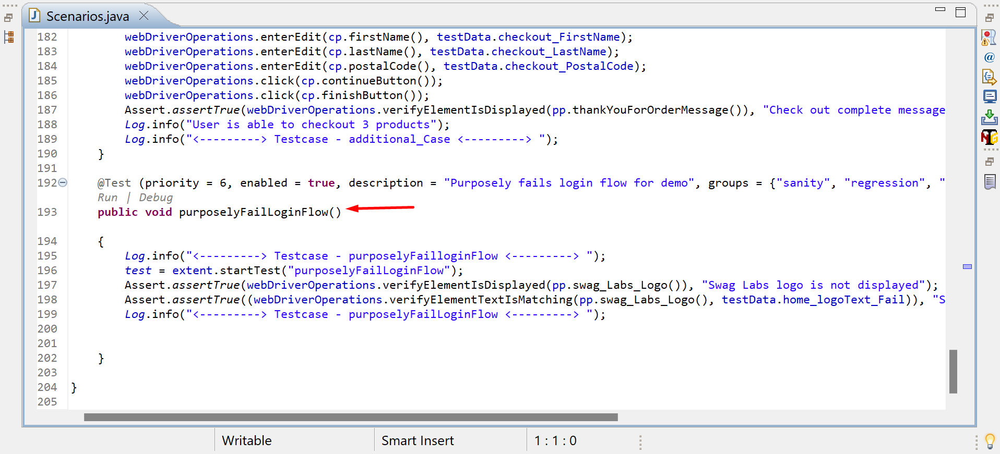 Scenarios.java
182 webDriverOperations.enterEdit(cp.firstName(), testData.checkout_FirstName);
183 webDriverOperations.enterEdit(cp.lastName(), testData.checkout_LastName);
184 webDriverOperations.enterEdit(cp.postalCode(), testData.checkout_PostalCode);
185 webDriverOperations.click(cp.continueButton());
186 webDriverOperations.click(cp.finishButton());
187 Assert.assertTrue(webDriverOperations.verifyElementIsDisplayed(pp.thankYouForOrderMessage()), "Check out complete message
188 Log.info("User is able to checkout 3 products");
189 Log.info("<---------> Testcase - additional_Case <---------> ");
190 }
191
192 @Test (priority = 6, enabled = true, description = "Purposely fails login flow for demo", groups = {"sanity", "regression", "
Run | Debug
193 public void purposelyFailLoginFlow()
194 {
195 Log.info("<---------> Testcase - purposelyFailloginFlow <---------> ");
196 test = extent.startTest("purposelyFailLoginFlow");
197 Assert.assertTrue(webDriverOperations.verifyElementIsDisplayed(pp.swag_Labs_Logo()), "Swag Labs logo is not displayed");
198 Assert.assertTrue((webDriverOperations.verifyElementTextIsMatching(pp.swag_Labs_Logo(), testData.home_logoText_Fail)), "S
199 Log.info("<---------> Testcase - purposelyFailLoginFlow <---------> ");
200
201
202 }
203
204 }
205
Writable Smart Insert 1 : 1 : 0